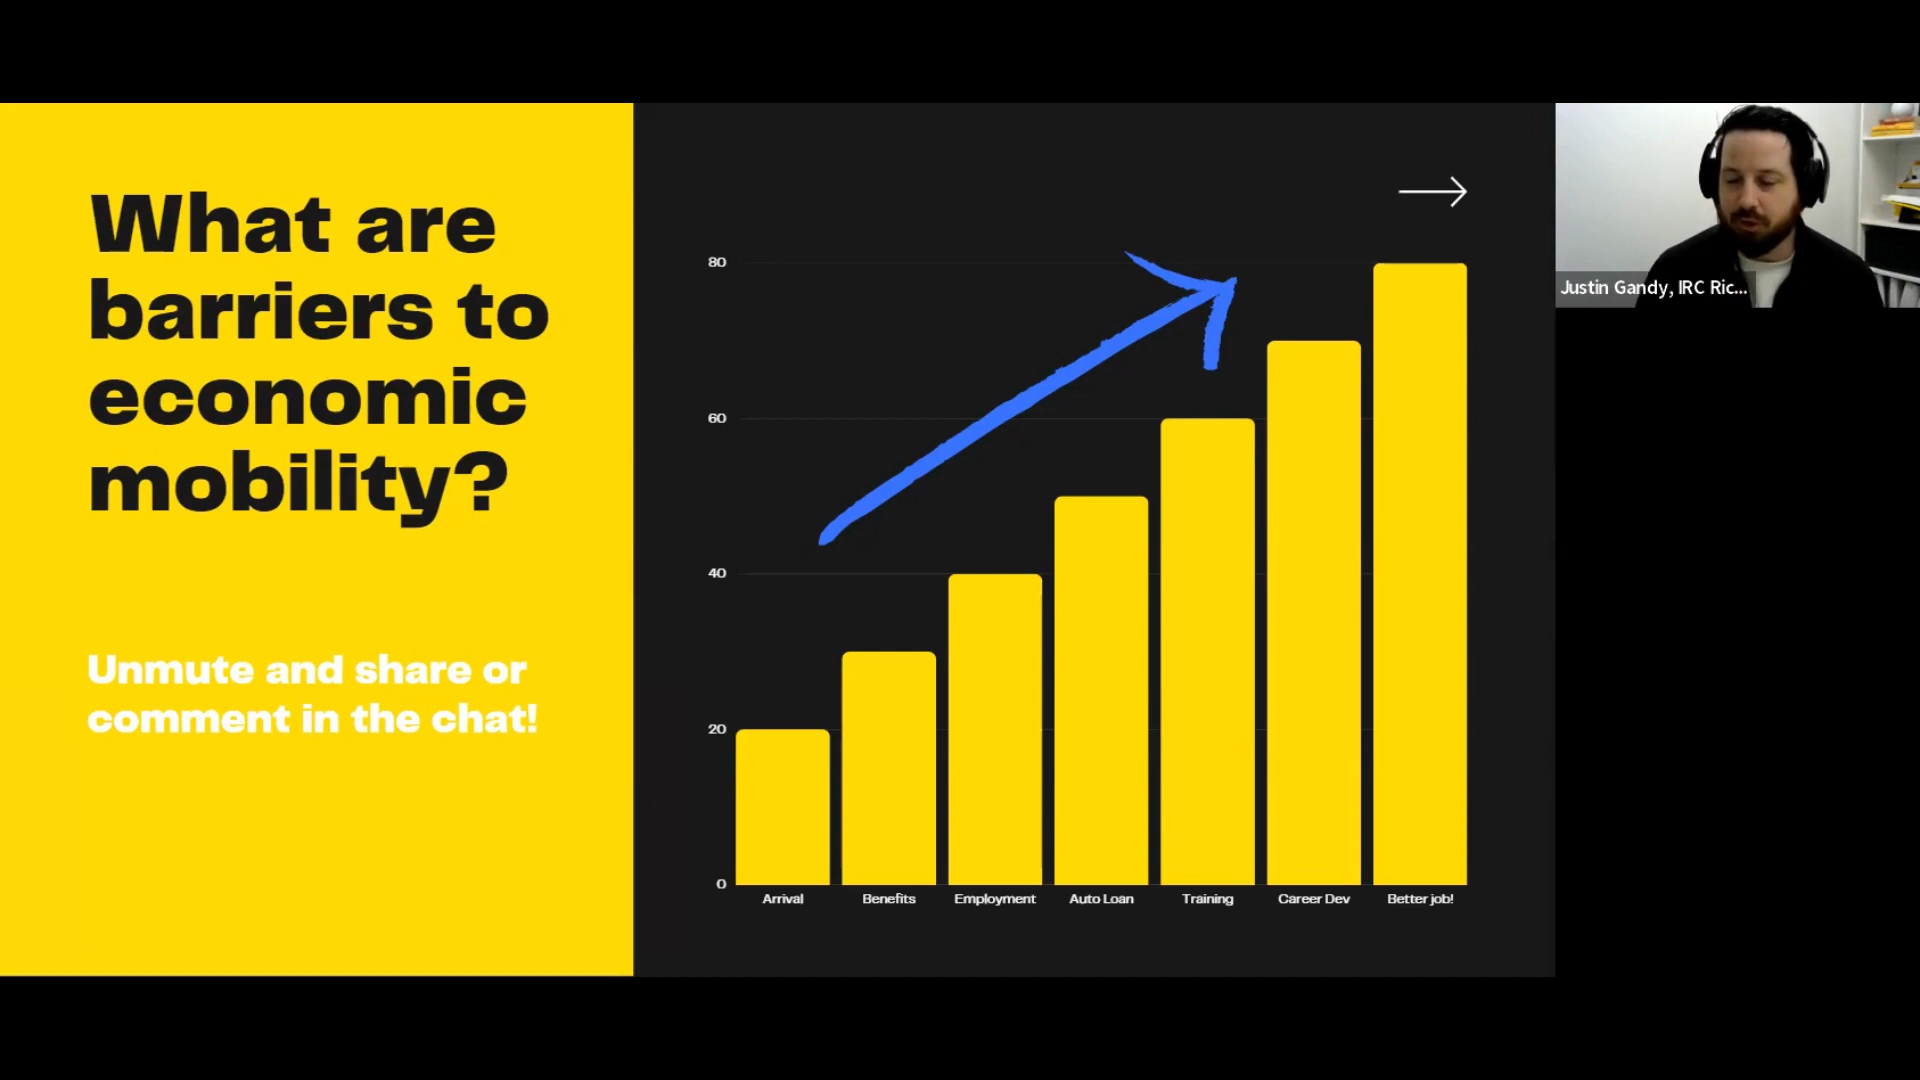 What are
barriers to
economic
mobility?
Unmute and share or
comment in the chat!
80
60
40
20
0
Arrival
Benefits
Employment
Auto Loan
Training
Career Dev
Better job!
Justin Gandy, IRC Ric...